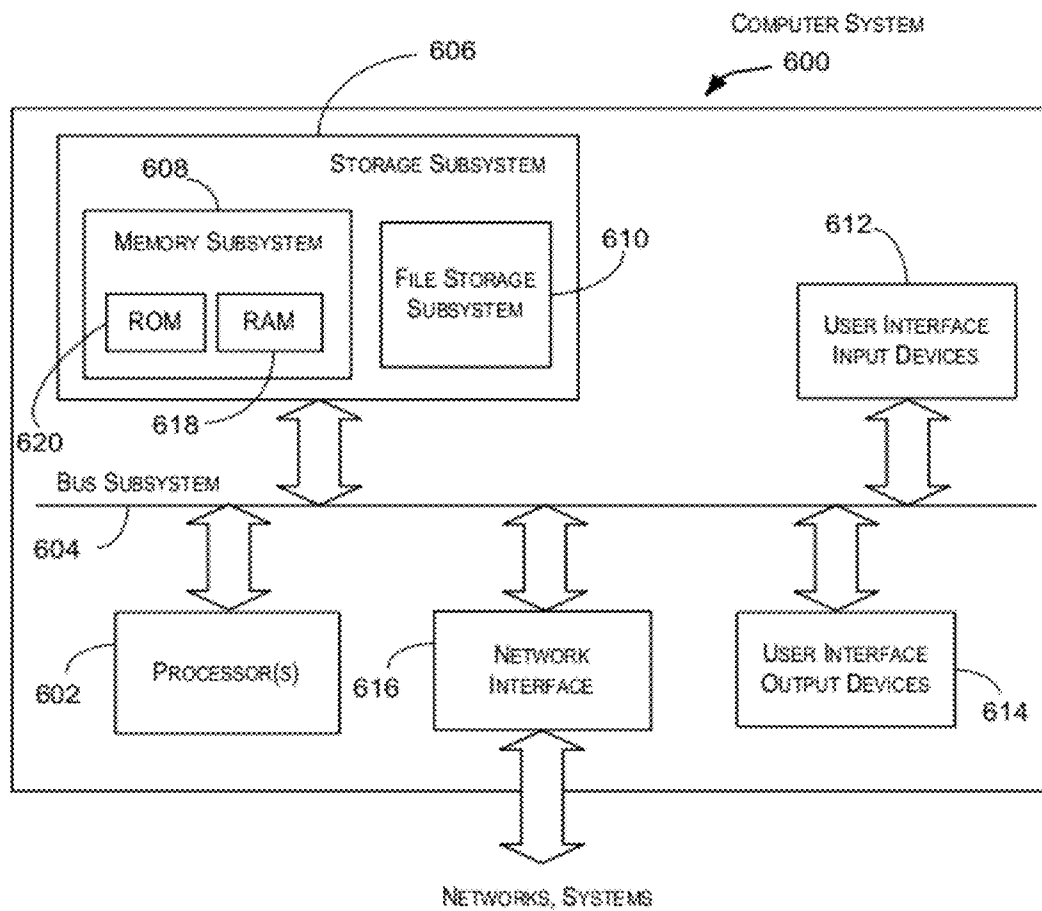 COMPUTER SYSTEM
600
606
STORAGE SUBSYSTEM
608
MEMORY SUBSYSTEM
ROM
RAM
FILE STORAGE
SUBSYSTEM
610
612
USER INTERFACE
INPUT DEVICES
620
618
BUS SUBSYSTEM
604
PROCESSOR(S)
602
NETWORK
INTERFACE
616
USER INTERFACE
OUTPUT DEVICES
614
NETWORKS, SYSTEMS